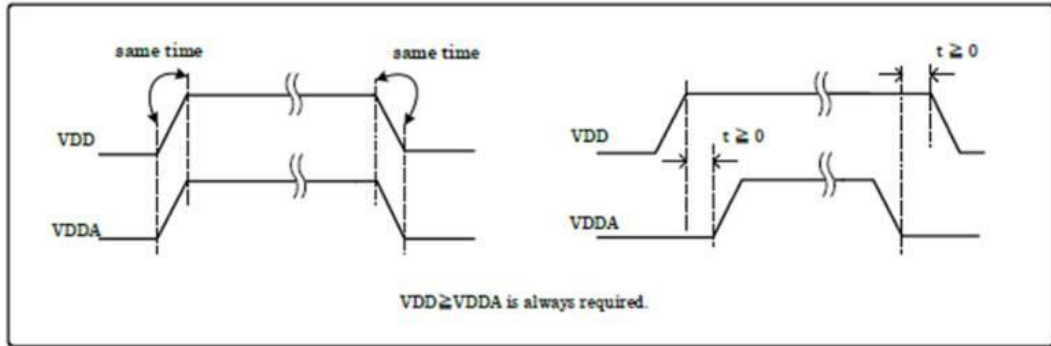 same time
same time
t ≧ 0
VDD
VDD
t ≧ 0
VDDA
VDDA
VDD≧VDDA is always required.